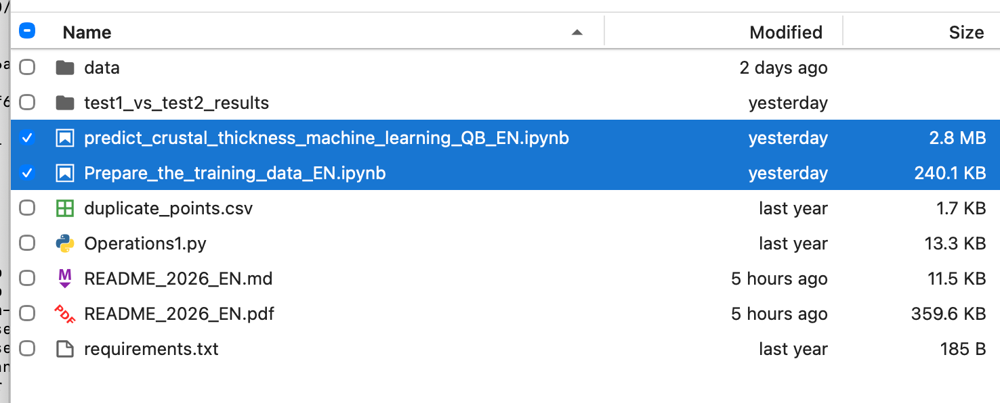 Name Modified Size
data 2 days ago
test1_vs_test2_results yesterday
predict_crustal_thickness_machine_learning_QB_EN.ipynb yesterday 2.8 MB
Prepare_the_training_data_EN.ipynb yesterday 240.1 KB
duplicate_points.csv last year 1.7 KB
Operations1.py last year 13.3 KB
M README_2026_EN.md 5 hours ago 11.5 KB
PDF README_2026_EN.pdf 5 hours ago 359.6 KB
requirements.txt last year 185 B